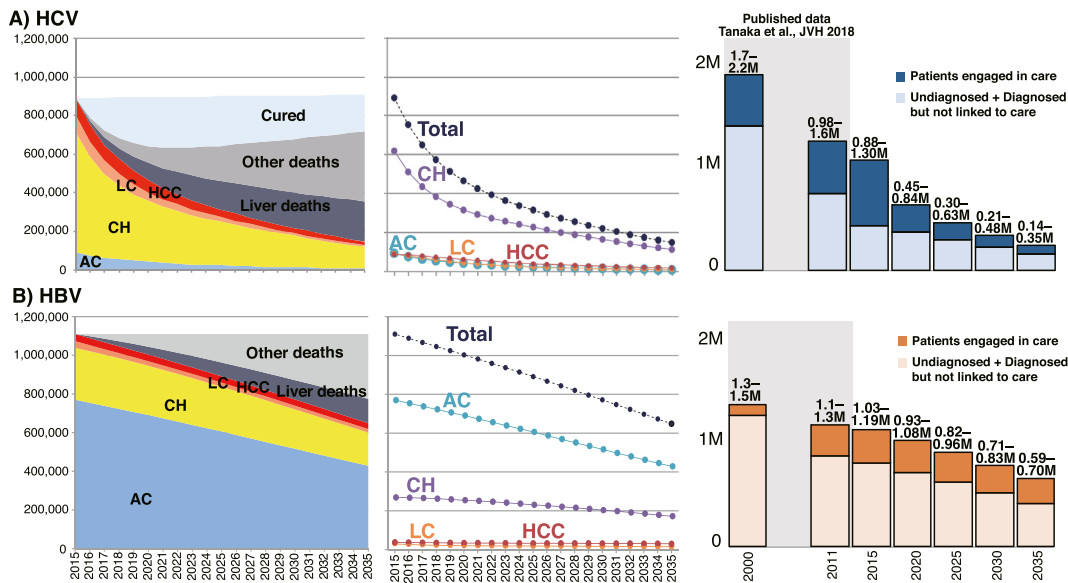 A) HCV
1,200,000
1,000,000
800,000
600,000
400,000
200,000
0
Cured
Other deaths
Liver deaths
LC
HCC
CH
AC
Total
CH
AC
LC
HCC
Published data
Tanaka et al., JVH 2018
2M
1M
0
1.7–
2.2M
0.98–
1.6M
0.88–
1.30M
0.45–
0.84M
0.30–
0.63M
0.21–
0.48M
0.14–
0.35M
Patients engaged in care
Undiagnosed + Diagnosed
but not linked to care
B) HBV
1,200,000
1,000,000
800,000
600,000
400,000
200,000
0
Other deaths
Liver deaths
LC
HCC
CH
AC
2015 2016 2017 2018 2019 2020 2021 2022 2023 2024 2025 2026 2027 2028 2029 2030 2031 2032 2033 2034 2035
Total
AC
CH
LC
HCC
2015 2016 2017 2018 2019 2020 2021 2022 2023 2024 2025 2026 2027 2028 2029 2030 2031 2032 2033 2034 2035
2M
1M
0
1.3–
1.5M
1.1–
1.3M
1.03–
1.19M
0.93–
1.08M
0.82–
0.96M
0.71–
0.83M
0.59–
0.70M
Patients engaged in care
Undiagnosed + Diagnosed
but not linked to care
2000 2011 2015 2020 2025 2030 2035